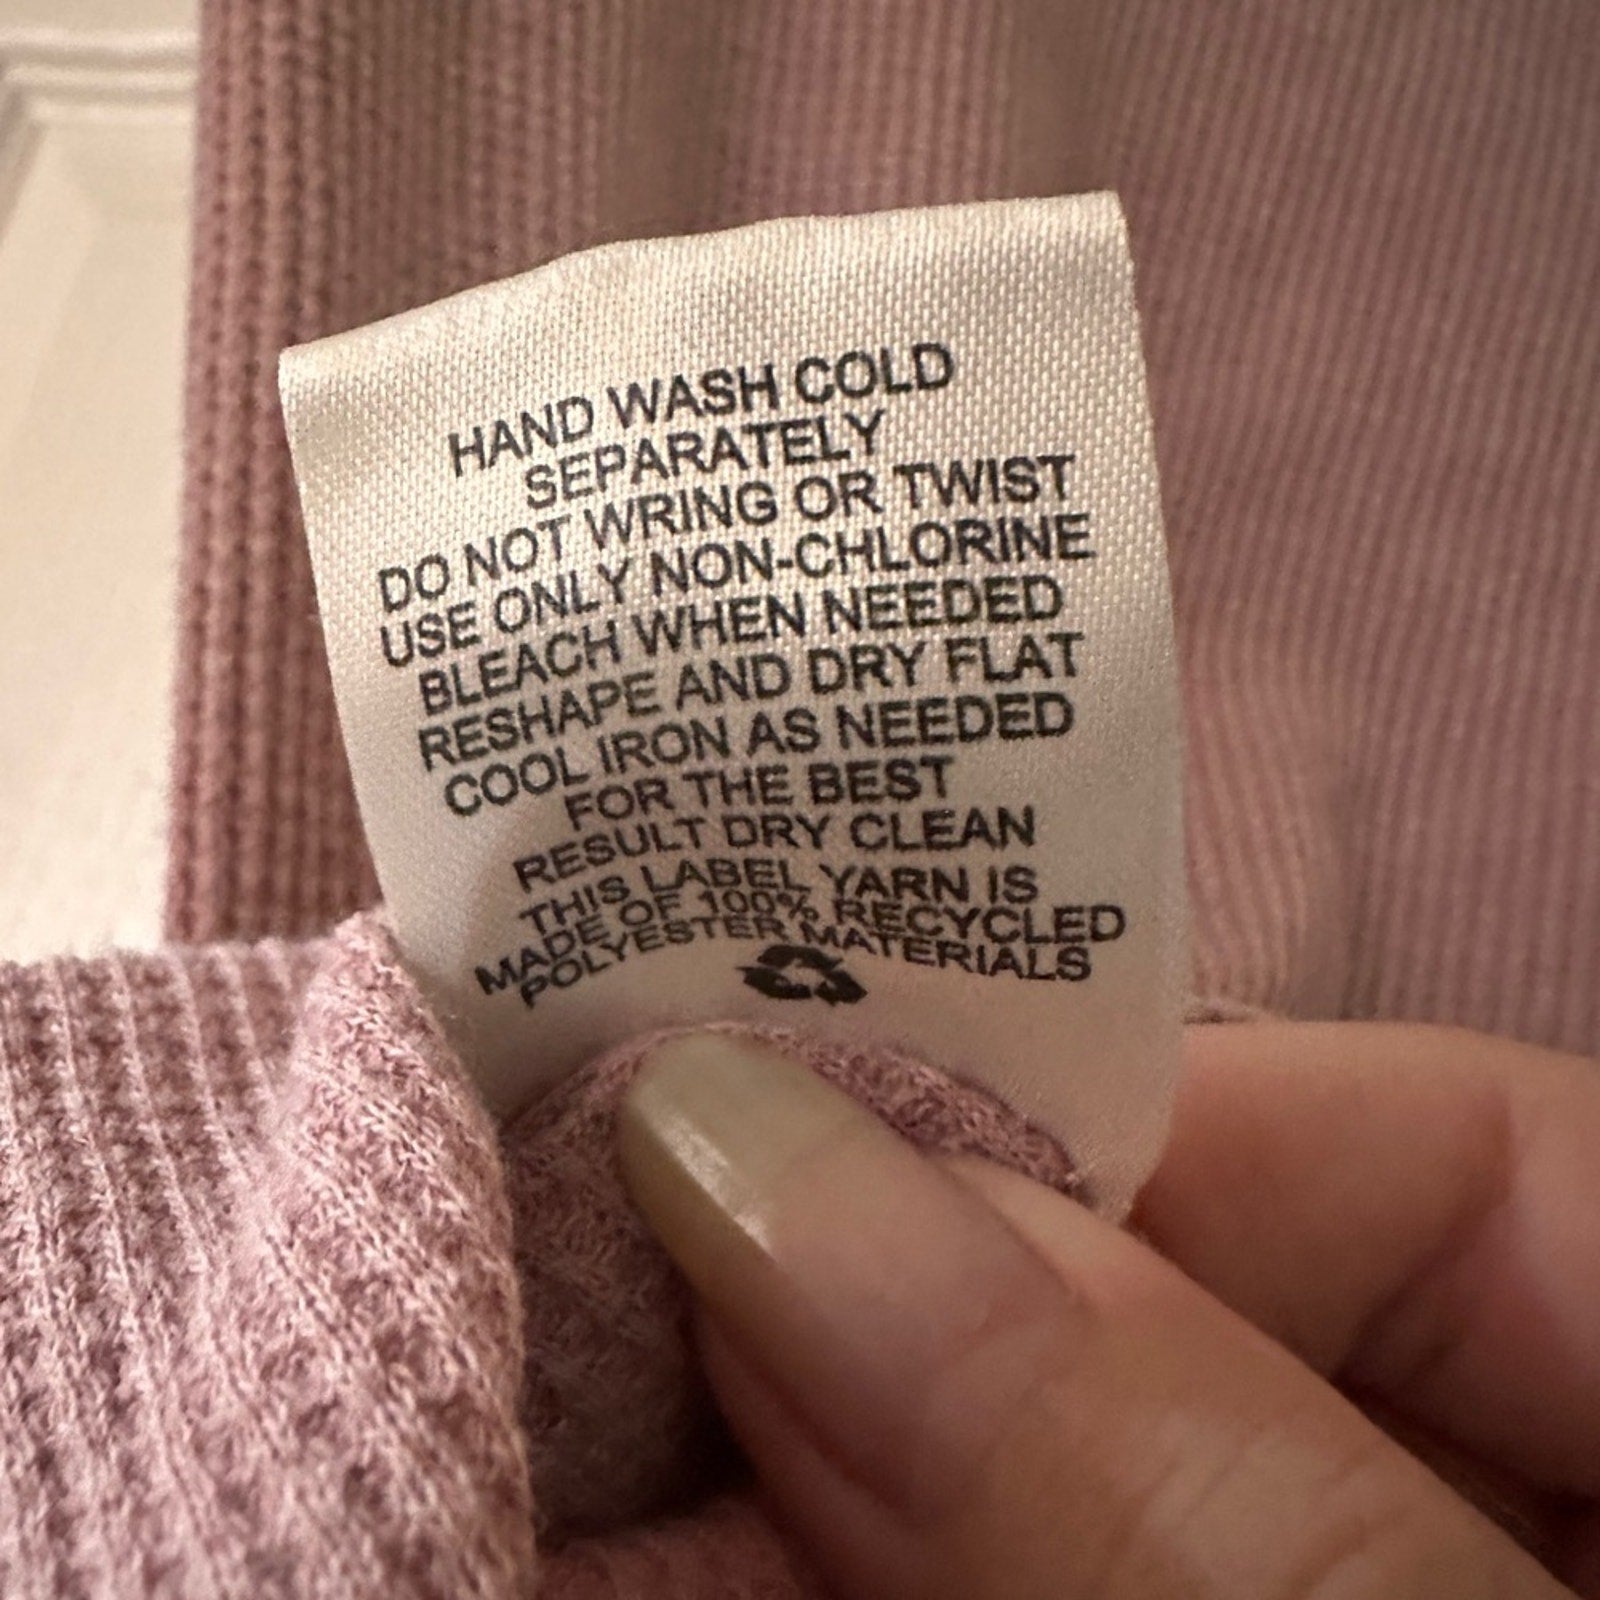 HAND WASH COLD
SEPARATELY
DO NOT WRING OR TWIST
USE ONLY NON-CHLORINE
BLEACH WHEN NEEDED
RESHAPE AND DRY FLAT
COOL IRON AS NEEDED
FOR THE BEST
RESULT DRY CLEAN
THIS LABEL YARN IS
MADE OF 100% RECYCLED
POLYESTER MATERIALS